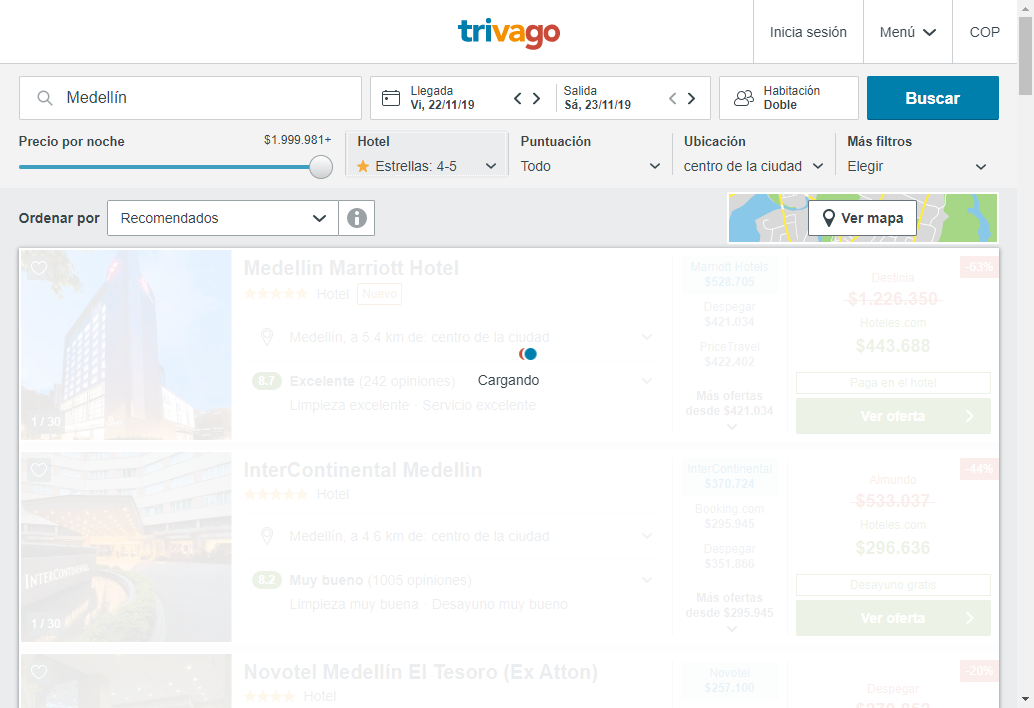 trivago
Inicia sesión
Menú
COP
Medellín
Llegada
Vi, 22/11/19
Salida
Sá, 23/11/19
Habitación
Doble
Buscar
Precio por noche
$1.999.981+
Hotel
Estrellas: 4-5
Puntuación
Todo
Ubicación
centro de la ciudad
Más filtros
Elegir
Ordenar por
Recomendados
Ver mapa
Medellin Marriott Hotel
Hotel
Nuevo
Medellín, a 5.4 km de: centro de la ciudad
Cargando
8.7 Excelente (242 opiniones)
Limpieza excelente · Servicio excelente
1 / 30
Marriott Hotels
$528.705
Despegar
$421.034
PriceTravel
$422.402
Más ofertas
desde $421.034
-63%
Destinia
$1.226.350
Hoteles.com
$443.688
Paga en el hotel
Ver oferta
InterContinental Medellin
Hotel
Medellín, a 4.6 km de: centro de la ciudad
8.2 Muy bueno (1005 opiniones)
Limpieza muy buena · Desayuno muy bueno
INTERCONTINENTAL
1 / 30
InterContinental
$370.724
Booking.com
$295.945
Despegar
$351.866
Más ofertas
desde $295.945
-44%
Almundo
$533.037
Hoteles.com
$296.636
Desayuno gratis
Ver oferta
Novotel Medellin El Tesoro (Ex Atton)
Hotel
Novotel
$257.100
-20%
Despegar